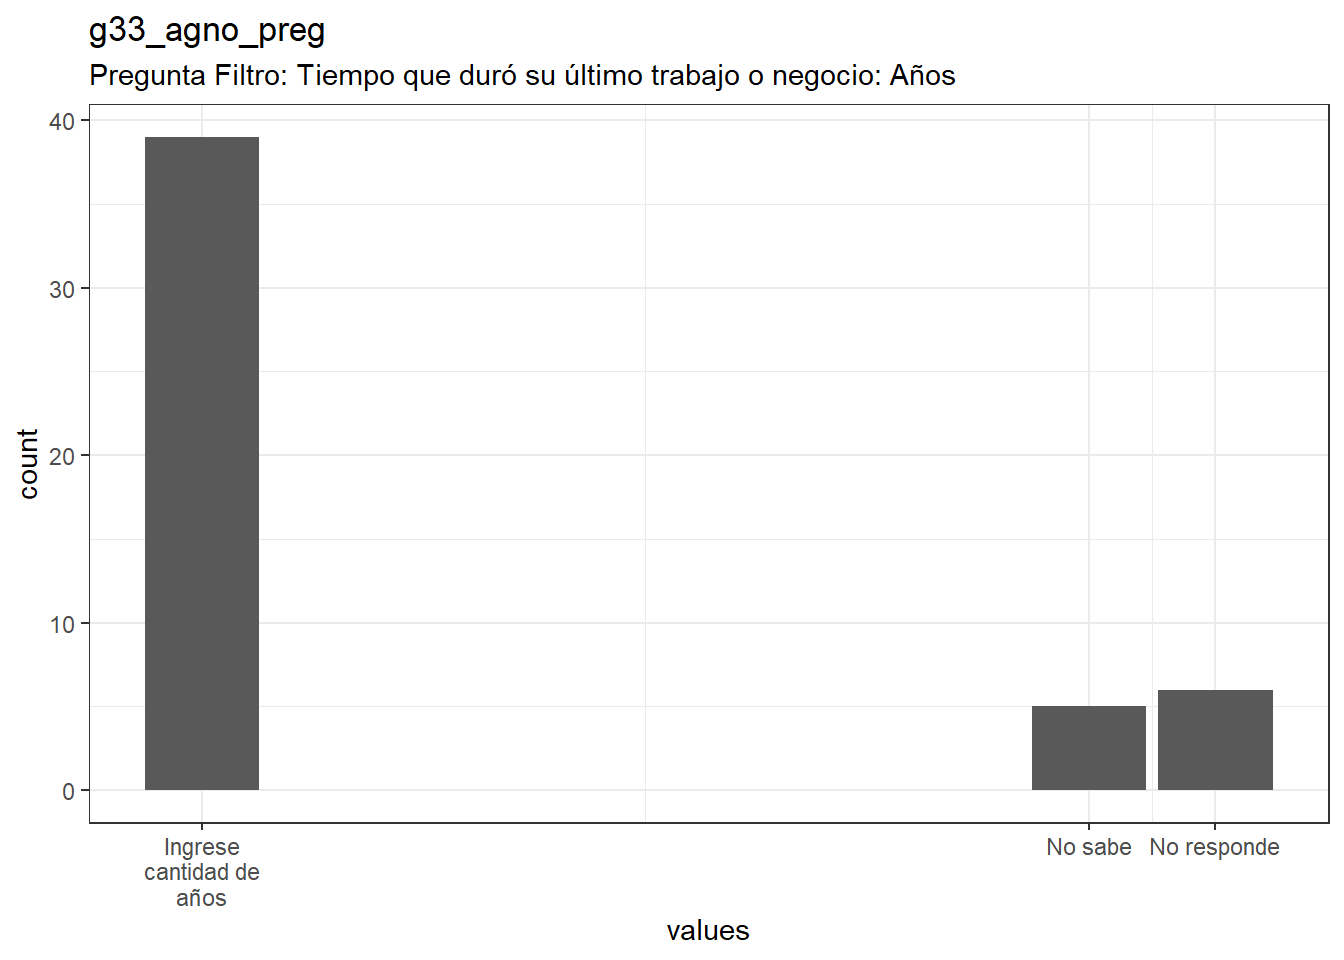 g33_agno_preg
Pregunta Filtro: Tiempo que duró su último trabajo o negocio: Años
40
30
20
10
0
count
Ingrese
cantidad de
años
No sabe
No responde
values